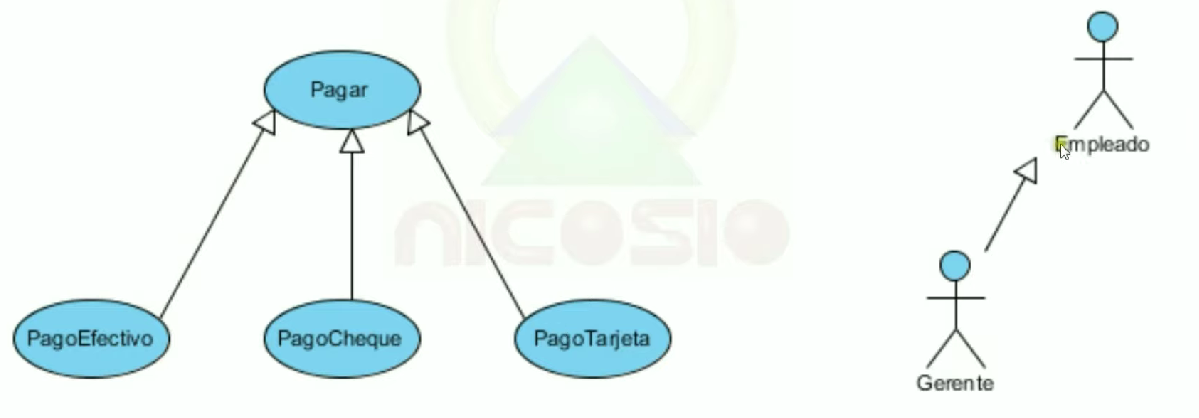 Pagar
Empleado
nicosio
PagoEfectivo
PagoCheque
PagoTarjeta
Gerente